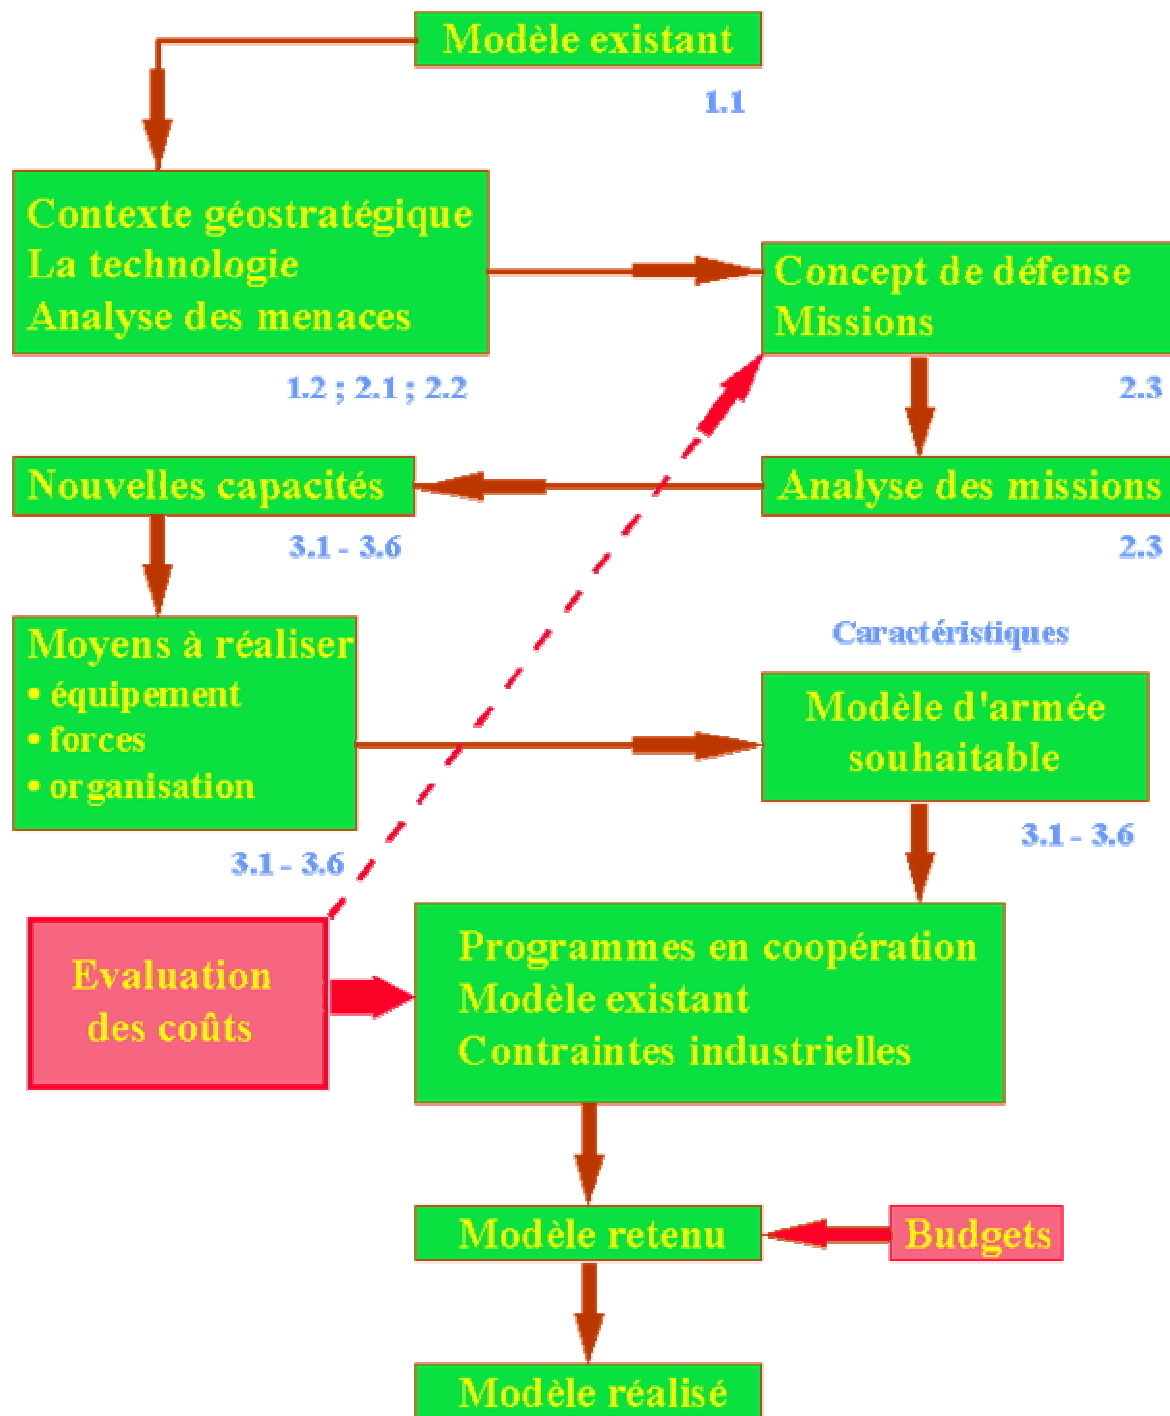 Modèle existant
1.1
Contexte géostratégique
La technologie
Analyse des menaces
1.2 ; 2.1 ; 2.2
Concept de défense
Missions
2.3
Nouvelles capacités
3.1 - 3.6
Analyse des missions
2.3
Moyens à réaliser
• équipement
• forces
• organisation
3.1 - 3.6
Caractéristiques
Modèle d'armée
souhaitable
3.1 - 3.6
Evaluation
des coûts
Programmes en coopération
Modèle existant
Contraintes industrielles
Modèle retenu
Budgets
Modèle réalisé